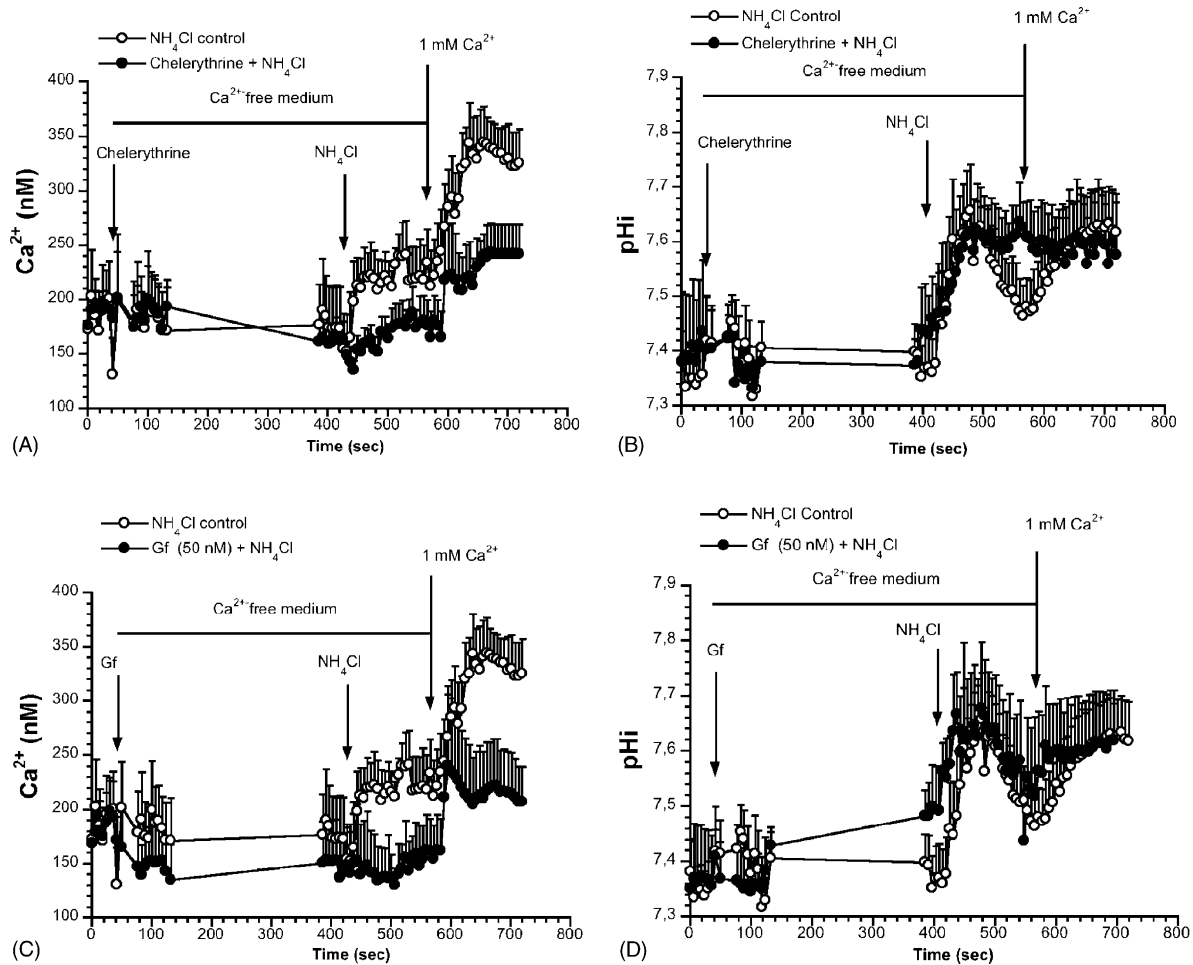 NH4Cl control
Chelerythrine + NH4Cl
1 mM Ca2+
Ca2+-free medium
Chelerythrine
NH4Cl
Ca2+ (nM)
400
350
300
250
200
150
100
0 100 200 300 400 500 600 700 800
Time (sec)
(A)
NH4Cl Control
Chelerythrine + NH4Cl
1 mM Ca2+
Ca2+-free medium
Chelerythrine
NH4Cl
pHi
7,9
7,8
7,7
7,6
7,5
7,4
7,3
0 100 200 300 400 500 600 700 800
Time (sec)
(B)
NH4Cl control
Gf (50 nM) + NH4Cl
1 mM Ca2+
Ca2+-free medium
Gf
NH4Cl
Ca2+ (nM)
400
350
300
250
200
150
100
0 100 200 300 400 500 600 700 800
Time (sec)
(C)
NH4Cl Control
Gf (50 nM) + NH4Cl
1 mM Ca2+
Ca2+-free medium
Gf
NH4Cl
pHi
7,9
7,8
7,7
7,6
7,5
7,4
7,3
0 100 200 300 400 500 600 700 800
Time (sec)
(D)